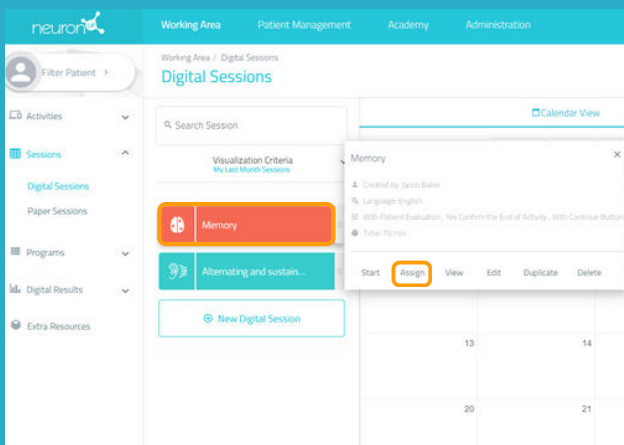 neuron
Working Area
Patient Management
Academy
Administration
Filter Patient >
Working Area / Digital Sessions
Digital Sessions
Activities
Sessions
Digital Sessions
Paper Sessions
Programs
Digital Results
Extra Resources
Search Session
Visualization Criteria
My Last Month Sessions
Memory
Alternating and sustain...
New Digital Session
Calendar View
Memory
Created by: Jacob Baker
Language: English
With Patient Evaluation , Yes Confirm the End of Activity , With Continue Button
Time: 15 min
Start
Assign
View
Edit
Duplicate
Delete
13
14
20
21